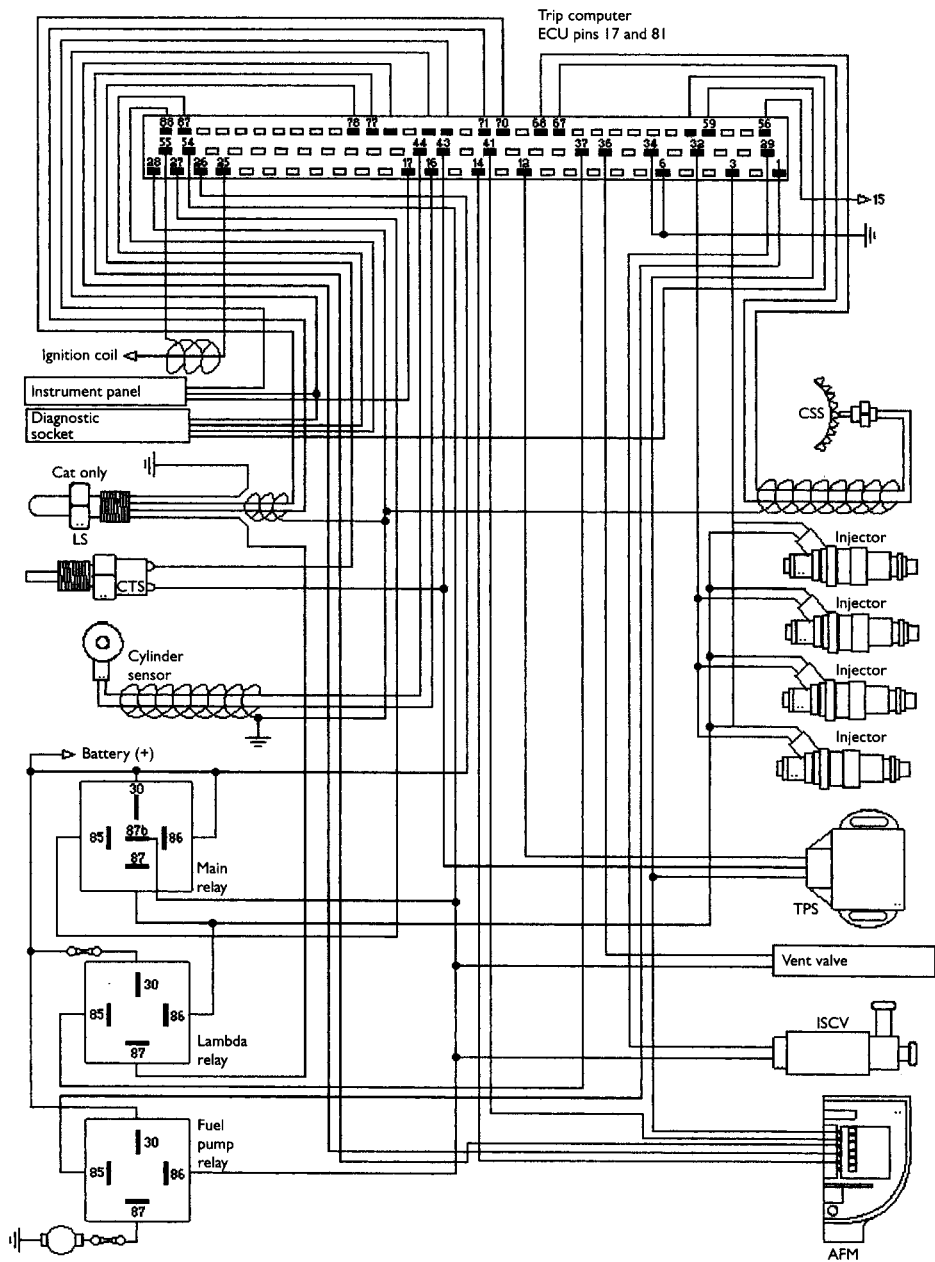 Trip computer
ECU pins 17 and 81
88 87 78 77 71 70 68 67 59 56
55 54 44 43 41 37 36 34 32 29
28 27 26 25 17 16 14 12 6 3 1
15
Ignition coil
Instrument panel
Diagnostic
socket
CSS
Cat only
LS
CTS
Injector
Injector
Cylinder
sensor
Injector
Injector
Battery (+)
30
85 87b 86
87
Main
relay
TPS
Vent valve
30
85 86
87
Lambda
relay
ISCV
Fuel
pump
relay
30
85 86
87
AFM